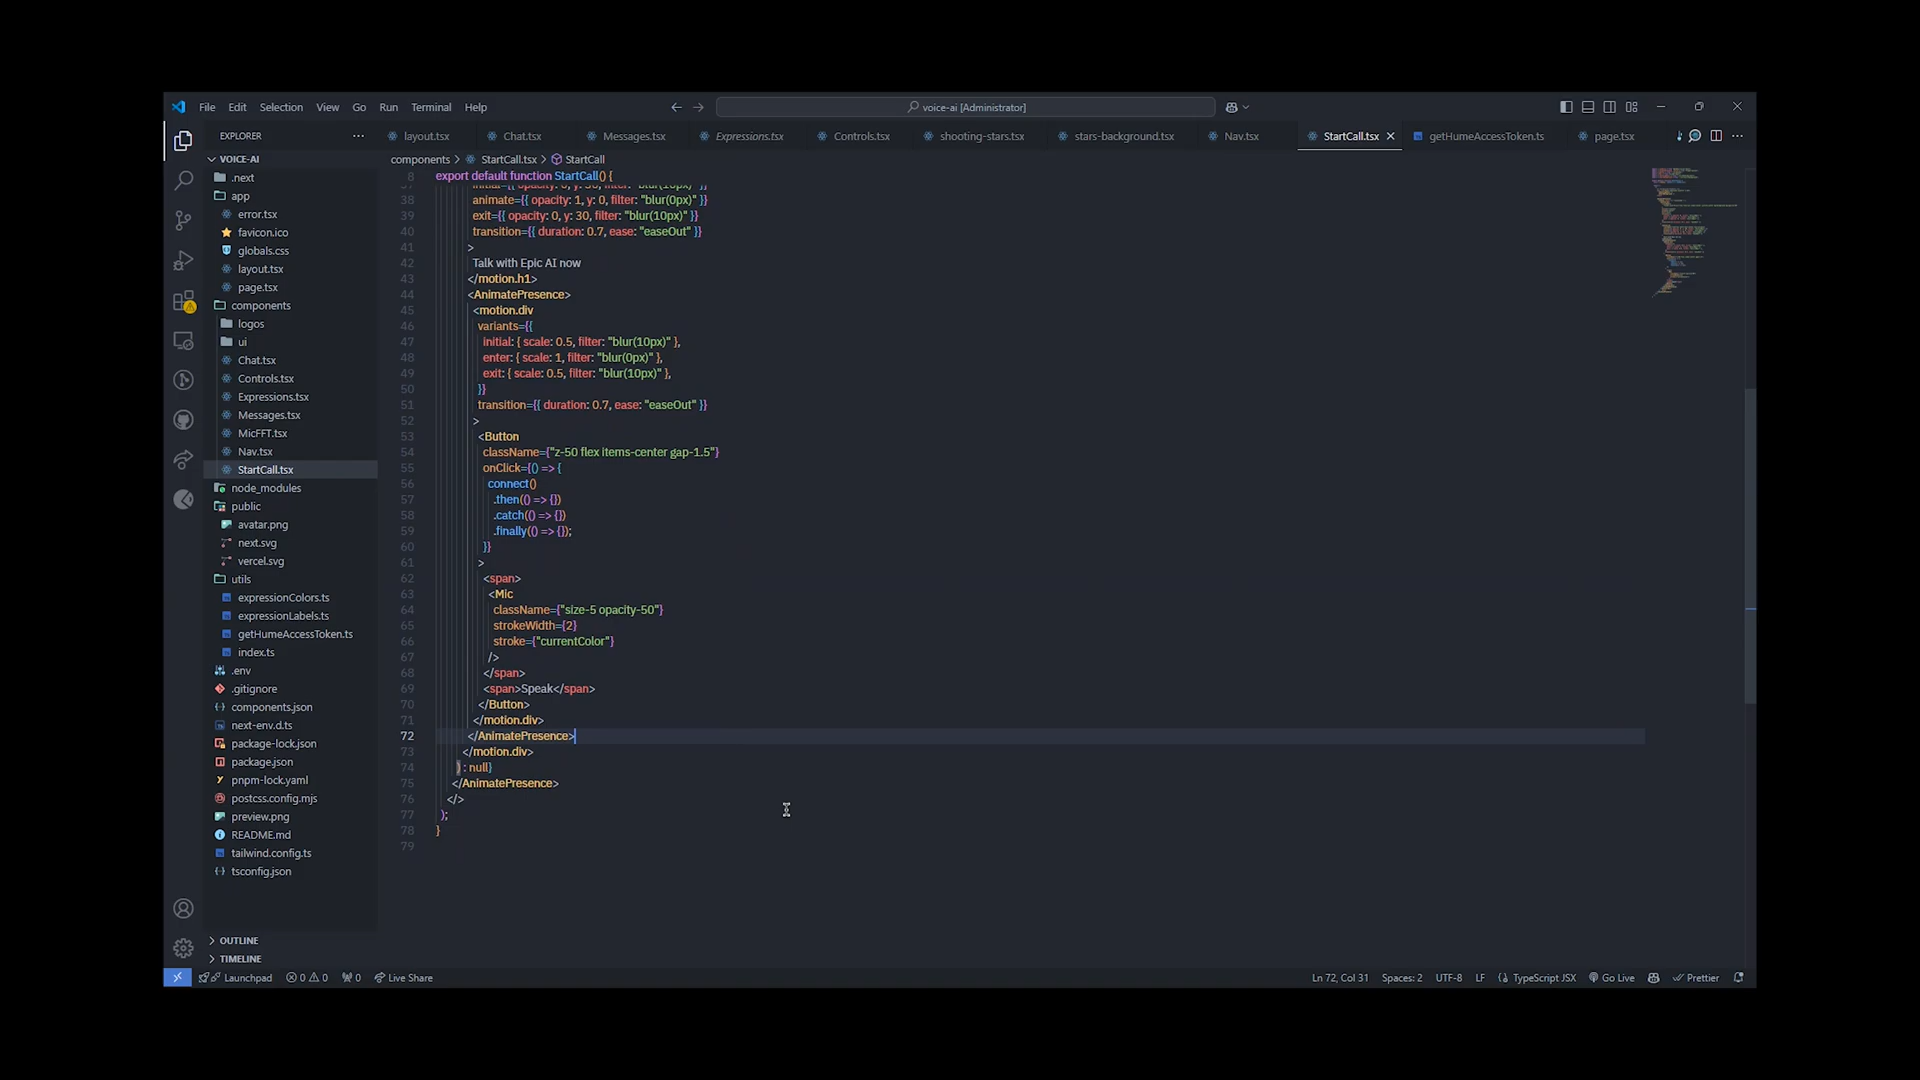 File Edit Selection View Go Run Terminal Help
voice-ai [Administrator]
EXPLORER
layout.tsx Chat.tsx Messages.tsx Expressions.tsx Controls.tsx shooting-stars.tsx stars-background.tsx Nav.tsx StartCall.tsx getHumeAccessToken.ts page.tsx
VOICE-AI
.next
app
error.tsx
favicon.ico
globals.css
layout.tsx
page.tsx
components
logos
ui
Chat.tsx
Controls.tsx
Expressions.tsx
Messages.tsx
MicFFT.tsx
Nav.tsx
StartCall.tsx
node_modules
public
avatar.png
next.svg
vercel.svg
utils
expressionColors.ts
expressionLabels.ts
getHumeAccessToken.ts
index.ts
.env
.gitignore
components.json
next-env.d.ts
package-lock.json
package.json
pnpm-lock.yaml
postcss.config.mjs
preview.png
README.md
tailwind.config.ts
tsconfig.json
OUTLINE
TIMELINE
components > StartCall.tsx > StartCall
8 export default function StartCall() {
37 initial={{ opacity: 0, y: 30, filter: "blur(10px)" }}
38 animate={{ opacity: 1, y: 0, filter: "blur(0px)" }}
39 exit={{ opacity: 0, y: 30, filter: "blur(10px)" }}
40 transition={{ duration: 0.7, ease: "easeOut" }}
41 >
42 Talk with Epic AI now
43 </motion.h1>
44 <AnimatePresence>
45 <motion.div
46 variants={{
47 initial: { scale: 0.5, filter: "blur(10px)" },
48 enter: { scale: 1, filter: "blur(0px)" },
49 exit: { scale: 0.5, filter: "blur(10px)" },
50 }}
51 transition={{ duration: 0.7, ease: "easeOut" }}
52 >
53 <Button
54 className={"z-50 flex items-center gap-1.5"}
55 onClick={() => {
56 connect()
57 .then(() => {})
58 .catch(() => {})
59 .finally(() => {});
60 }}
61 >
62 <span>
63 <Mic
64 className={"size-5 opacity-50"}
65 strokeWidth={2}
66 stroke={"currentColor"}
67 />
68 </span>
69 <span>Speak</span>
70 </Button>
71 </motion.div>
72 </AnimatePresence>
73 </motion.div>
74 ) : null}
75 </AnimatePresence>
76 </>
77 );
78 }
79
Launchpad 0 0 0 Live Share Ln 72, Col 31 Spaces: 2 UTF-8 LF TypeScript JSX Go Live Prettier